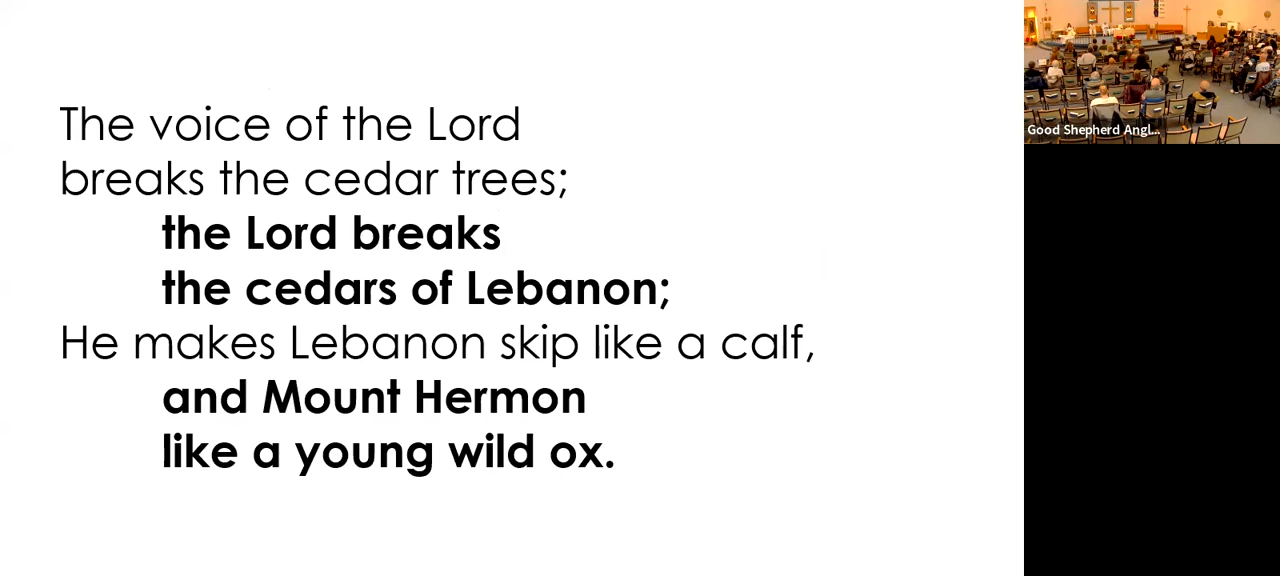 The voice of the Lord
breaks the cedar trees;
the Lord breaks
the cedars of Lebanon;
He makes Lebanon skip like a calf,
and Mount Hermon
like a young wild ox.
Good Shepherd Angl...